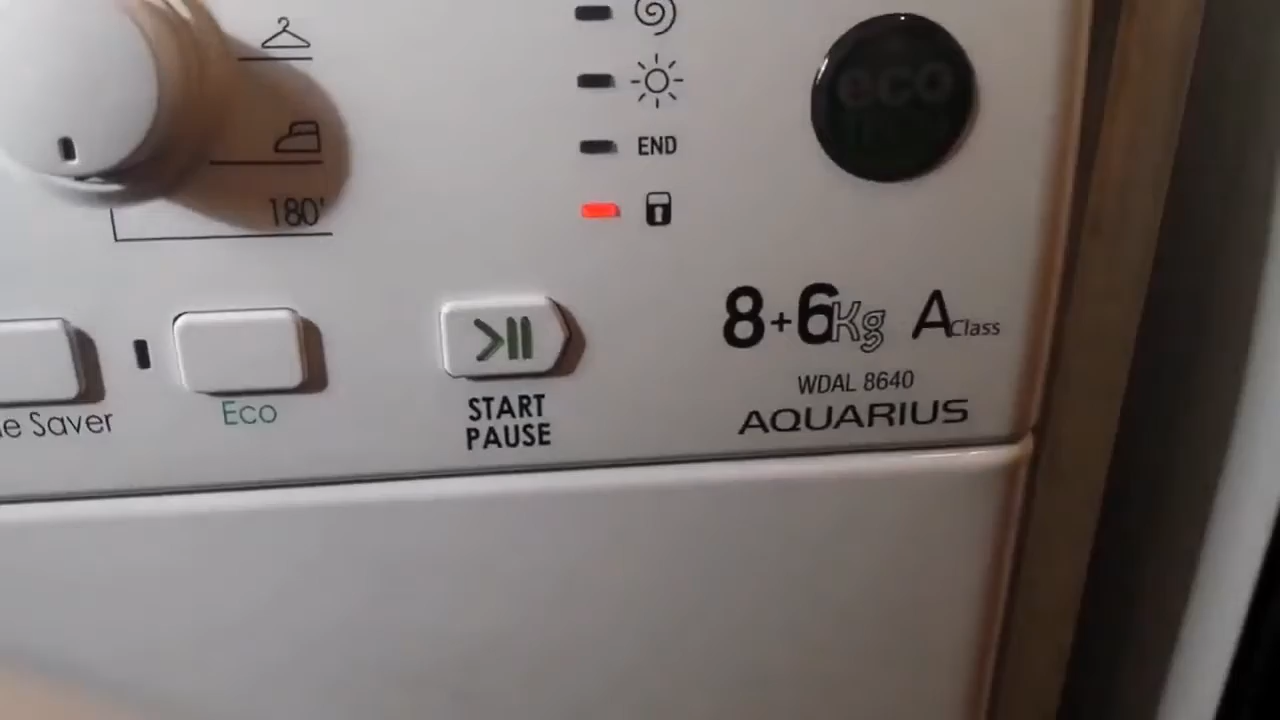 eco
END
180'
8+6Kg A Class
WDAL 8640
AQUARIUS
e Saver
Eco
START
PAUSE